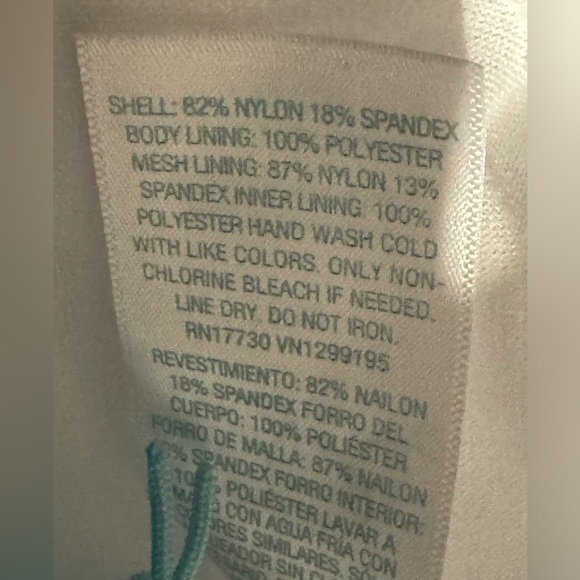 SHELL: 82% NYLON 18% SPANDEX
BODY LINING: 100% POLYESTER
MESH LINING: 87% NYLON 13%
SPANDEX INNER LINING: 100%
POLYESTER HAND WASH COLD
WITH LIKE COLORS. ONLY NON-
CHLORINE BLEACH IF NEEDED.
LINE DRY. DO NOT IRON.
RN17730 VN1299195
REVESTIMIENTO: 82% NAILON
18% SPANDEX FORRO DEL
CUERPO: 100% POLIÉSTER
FORRO DE MALLA: 87% NAILON
% SPANDEX FORRO INTERIOR:
POLIÉSTER LAVAR A
CON AGUA FRÍA CON
SIMILARES,
SIN